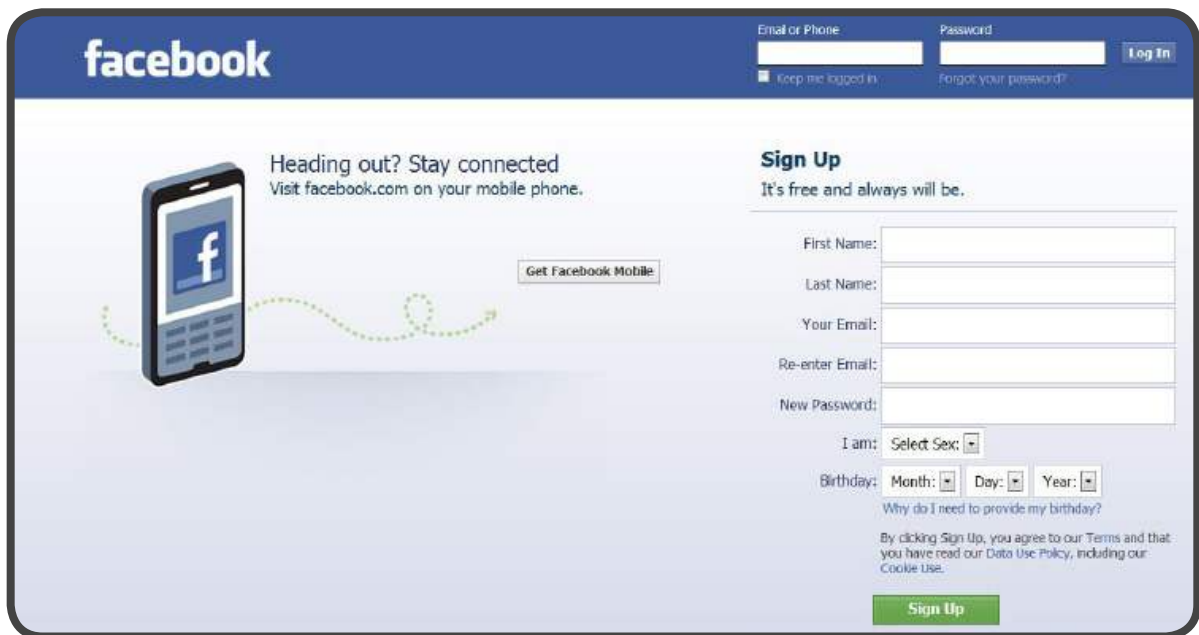 facebook
Email or Phone
Password
Log In
Keep me logged in
Forgot your password?
Heading out? Stay connected
Visit facebook.com on your mobile phone.
f
Get Facebook Mobile
Sign Up
It's free and always will be.
First Name:
Last Name:
Your Email:
Re-enter Email:
New Password:
I am: Select Sex:
Birthday: Month: Day: Year:
Why do I need to provide my birthday?
By clicking Sign Up, you agree to our Terms and that
you have read our Data Use Policy, including our
Cookie Use.
Sign Up